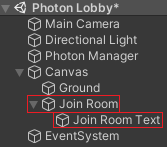 Photon Lobby*
Main Camera
Directional Light
Photon Manager
Canvas
Ground
Join Room
Join Room Text
EventSystem